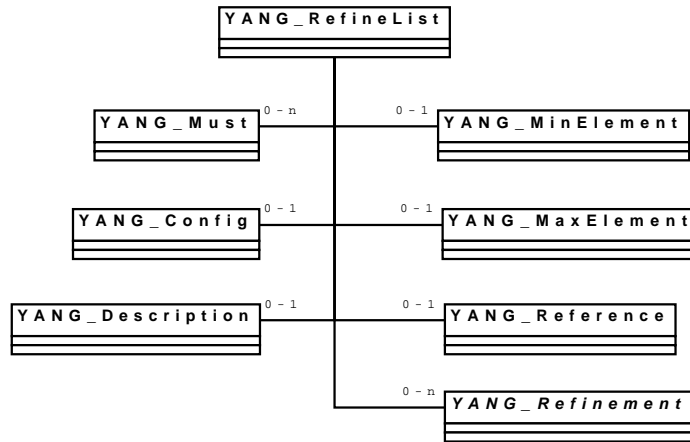 YANG_RefineList
0-n 0-1
YANG_Must YANG_MinElement
0-1 0-1
YANG_Config YANG_MaxElement
0-1 0-1
YANG_Description YANG_Reference
0-n
YANG_Refinement